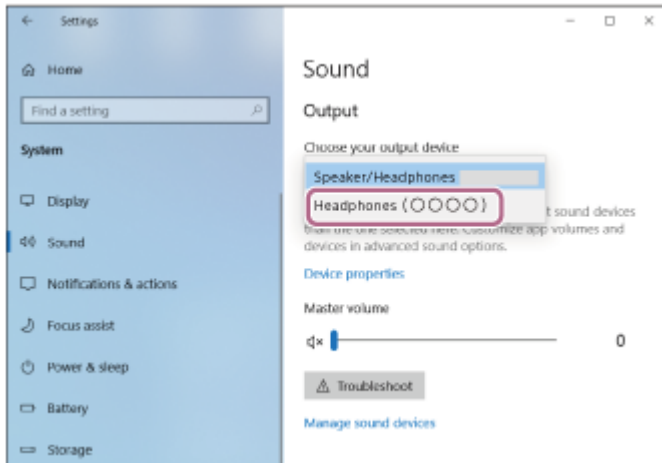 Settings
Home
Find a setting
System
Display
Sound
Notifications & actions
Focus assist
Power & sleep
Battery
Storage
Sound
Output
Choose your output device
Speaker/Headphones
Headphones (○○○○)
t sound devices
than the one selected here. Customize app volumes and
devices in advanced sound options.
Device properties
Master volume
0
Troubleshoot
Manage sound devices